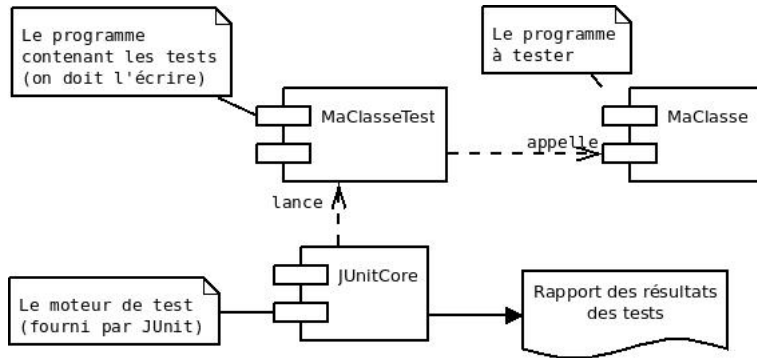 Le programme
contenant les tests
(on doit l'écrire)
Le programme
à tester
MaClasseTest
MaClasse
appelle
lance
JUnitCore
Le moteur de test
(fourni par JUnit)
Rapport des résultats
des tests